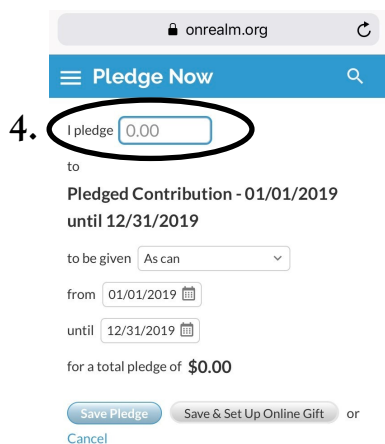 onrealm.org
Pledge Now
4. I pledge 0.00
to
Pledged Contribution - 01/01/2019
until 12/31/2019
to be given As can
from 01/01/2019
until 12/31/2019
for a total pledge of $0.00
Save Pledge Save & Set Up Online Gift or
Cancel